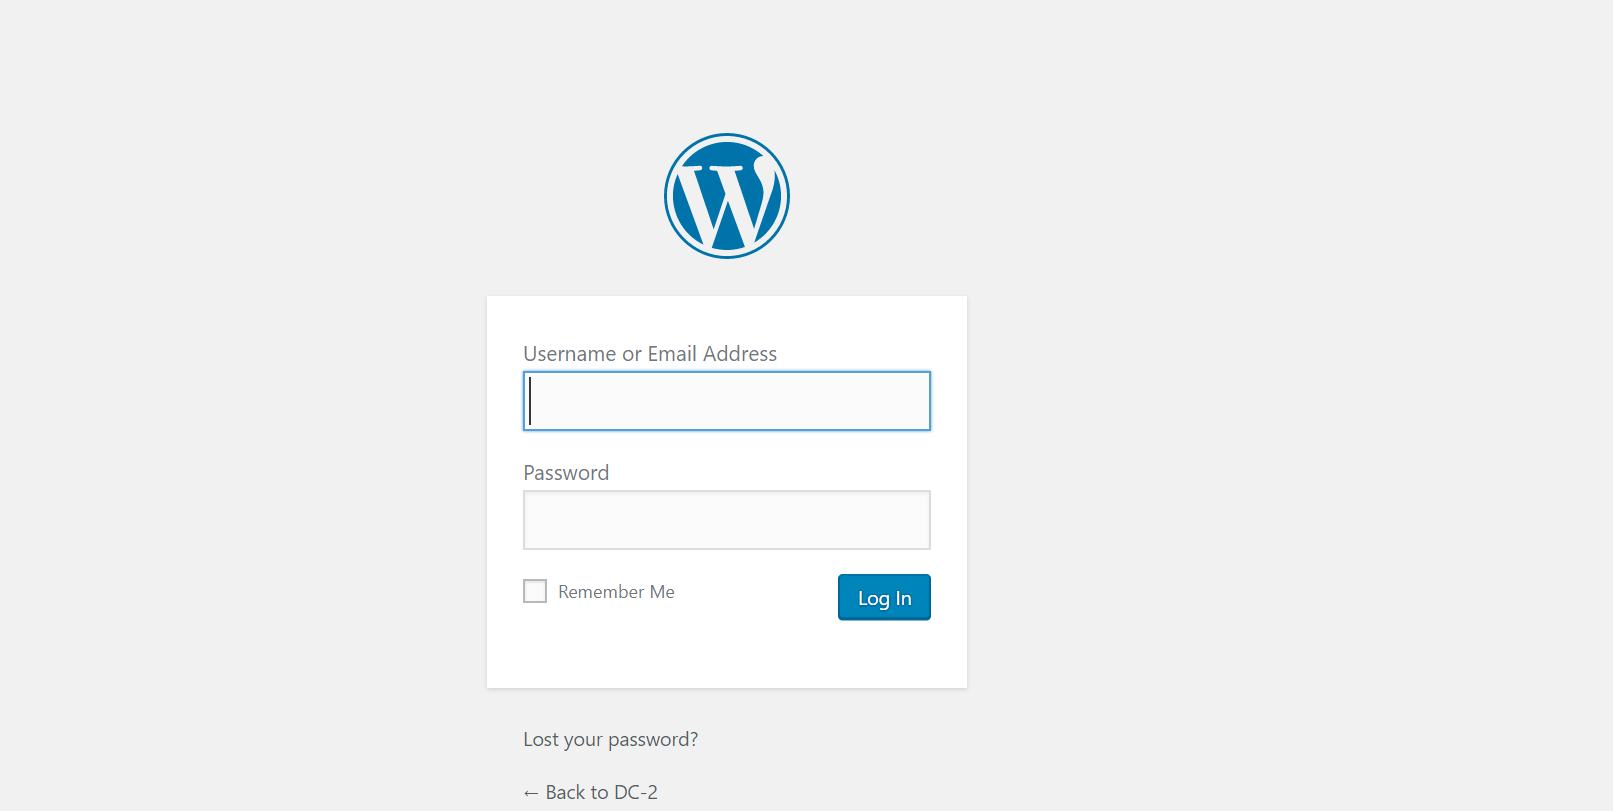 Username or Email Address
Password
Remember Me
Log In
Lost your password?
← Back to DC-2